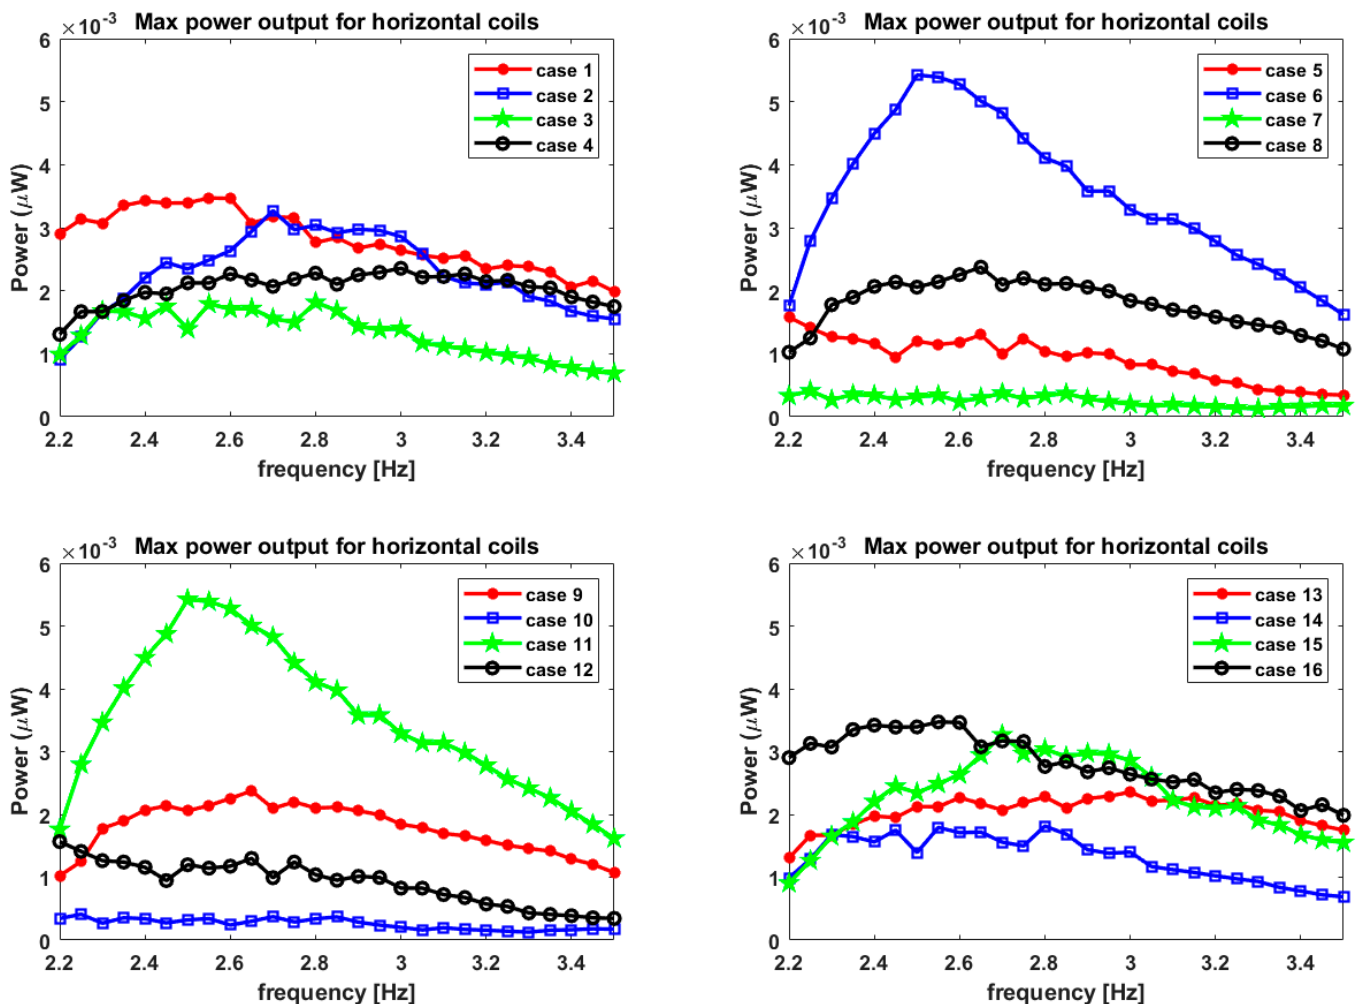 ×10⁻³ Max power output for horizontal coils
6
5
4
3
2
1
0
Power (μW)
case 1
case 2
case 3
case 4
2.2 2.4 2.6 2.8 3 3.2 3.4
frequency [Hz]
×10⁻³ Max power output for horizontal coils
6
5
4
3
2
1
0
Power (μW)
case 5
case 6
case 7
case 8
2.2 2.4 2.6 2.8 3 3.2 3.4
frequency [Hz]
×10⁻³ Max power output for horizontal coils
6
5
4
3
2
1
0
Power (μW)
case 9
case 10
case 11
case 12
2.2 2.4 2.6 2.8 3 3.2 3.4
frequency [Hz]
×10⁻³ Max power output for horizontal coils
6
5
4
3
2
1
0
Power (μW)
case 13
case 14
case 15
case 16
2.2 2.4 2.6 2.8 3 3.2 3.4
frequency [Hz]